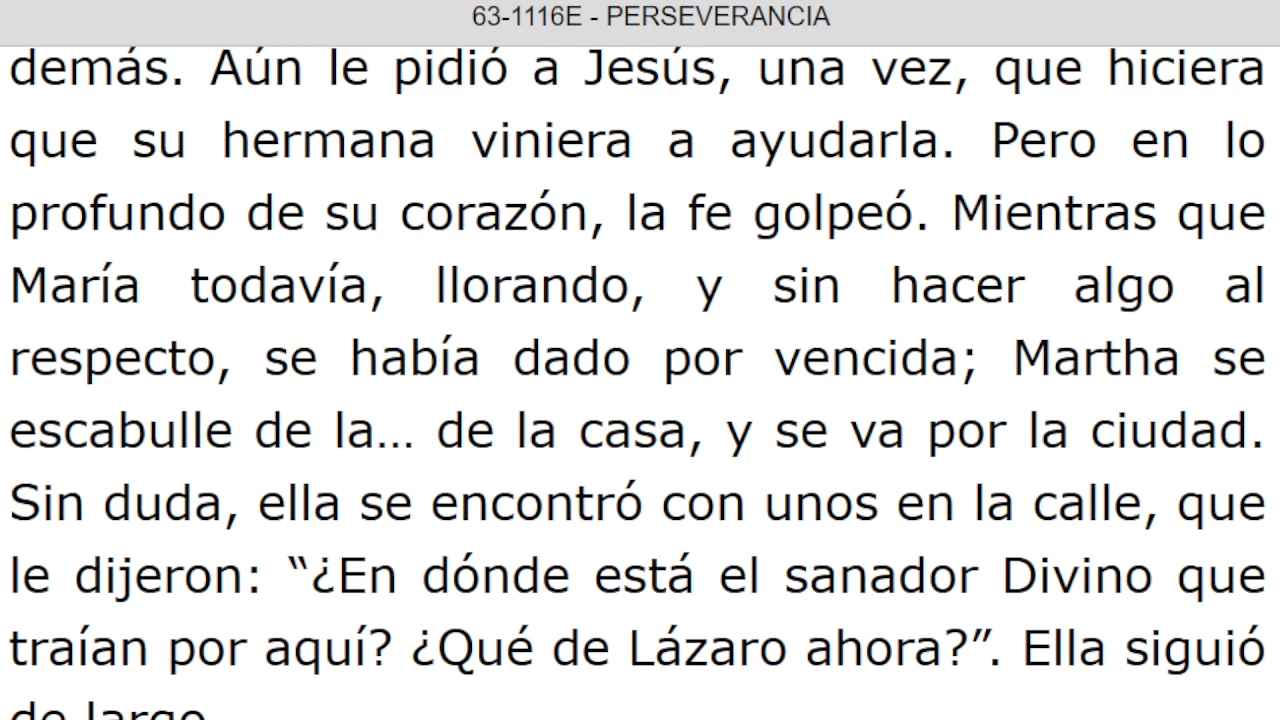 63-1116E - PERSEVERANCIA
demás. Aún le pidió a Jesús, una vez, que hiciera
que su hermana viniera a ayudarla. Pero en lo
profundo de su corazón, la fe golpeó. Mientras que
María todavía, llorando, y sin hacer algo al
respecto, se había dado por vencida; Martha se
escabulle de la… de la casa, y se va por la ciudad.
Sin duda, ella se encontró con unos en la calle, que
le dijeron: “¿En dónde está el sanador Divino que
traían por aquí? ¿Qué de Lázaro ahora?”. Ella siguió
de largo